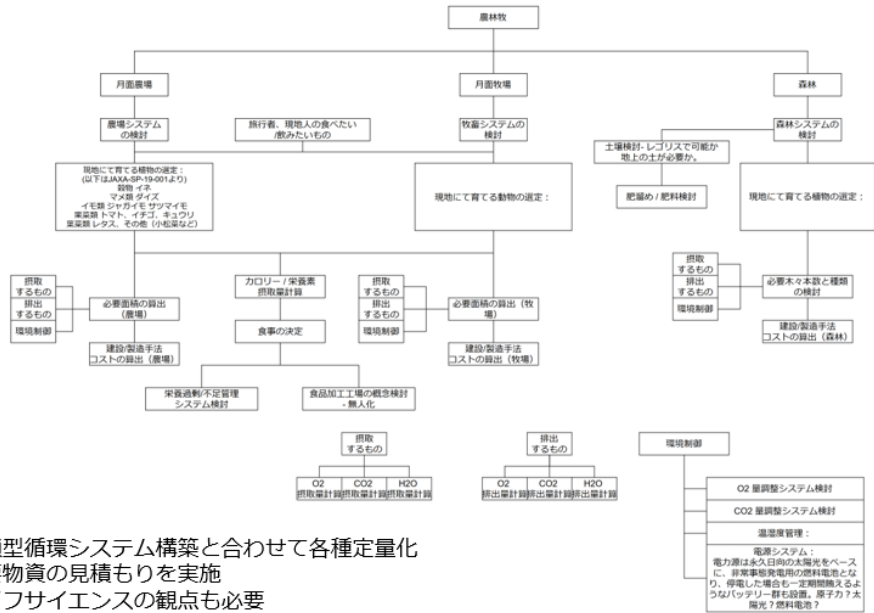 農林牧
月面農場
月面牧場
森林
農場システム
の検討
旅行者、現地人の食べたい
/飲みたいもの
牧畜システムの
検討
森林システムの
検討
土壌検討- レゴリスで可能か
地上の土が必要か。
肥溜め / 肥料検討
現地にて育てる植物の選定：
(以下はJAXA-SP-19-001より)
穀物 イネ
マメ類 ダイズ
イモ類 ジャガイモ サツマイモ
果菜類 トマト、イチゴ、キュウリ
葉菜類 レタス、その他（小松菜など）
現地にて育てる動物の選定：
現地にて育てる植物の選定：
摂取
するもの
排出
するもの
環境制御
必要面積の算出
（農場）
建設/製造手法
コストの算出（農場）
カロリー / 栄養素
摂取量計算
食事の決定
栄養過剰/不足管理
システム検討
食品加工工場の概念検討
- 無人化
摂取
するもの
排出
するもの
環境制御
必要面積の算出（牧
場）
建設/製造手法
コストの算出（牧場）
摂取
するもの
排出
するもの
環境制御
必要木々本数と種類
の検討
建設/製造手法
コストの算出（森林）
摂取
するもの
O2
摂取量計算
CO2
摂取量計算
H2O
摂取量計算
排出
するもの
O2
排出量計算
CO2
排出量計算
H2O
排出量計算
環境制御
O2 量調整システム検討
CO2 量調整システム検討
温湿度管理：
電源システム：
電力源は永久日向の太陽光をベース
に、非常事態発電用の燃料電池とな
り、停電した場合も一定期間賄えるよ
うなバッテリー群も設置。原子力？太
陽光？燃料電池？
型循環システム構築と合わせて各種定量化
物資の見積もりを実施
フサイエンスの観点も必要